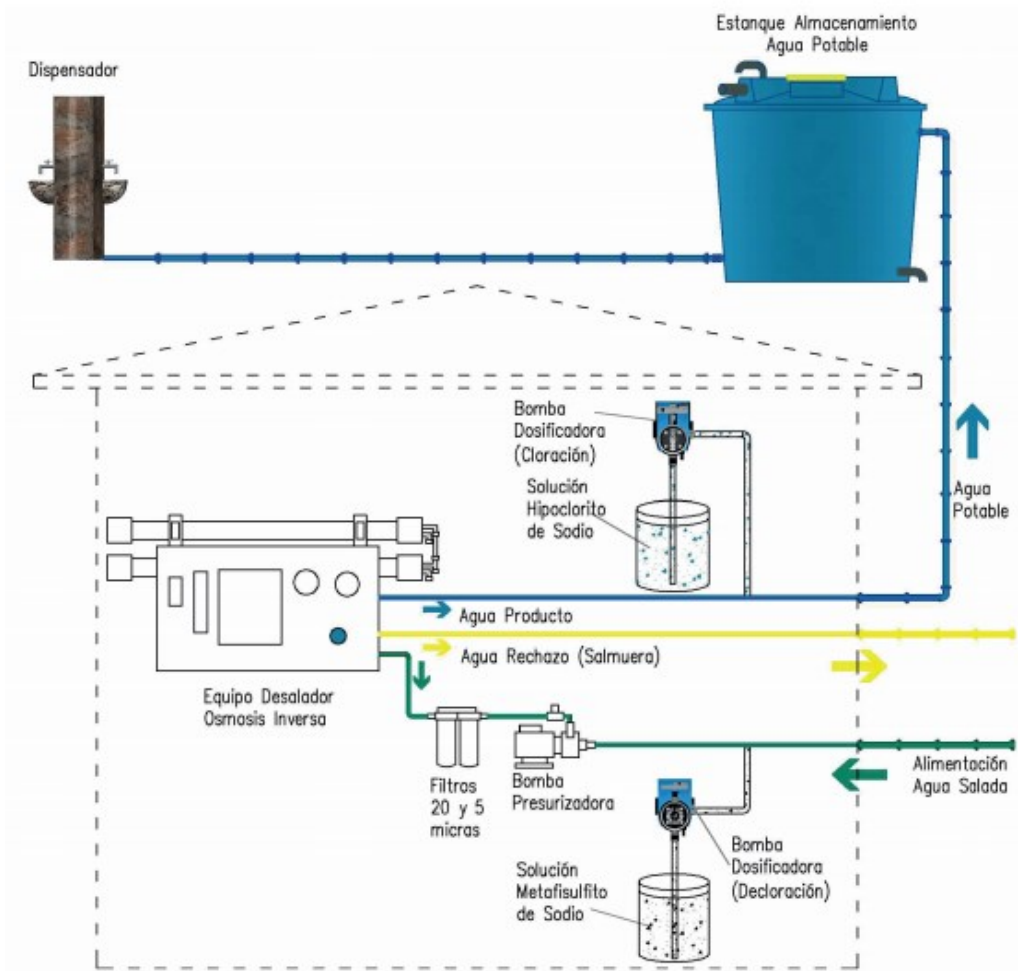 Estanque Almacenamiento
Agua Potable
Dispensador
Bomba
Dosificadora
(Cloración)
Solución
Hipoclorito
de Sodio
Agua
Potable
Agua Producto
Agua Rechazo (Salmuero)
Equipo Desalador
Osmosis Inversa
Filtros
20 y 5
micras
Bomba
Presurizadora
Alimentación
Agua Salada
Bomba
Dosificadora
(Decloración)
Solución
Metafisulfito
de Sodio